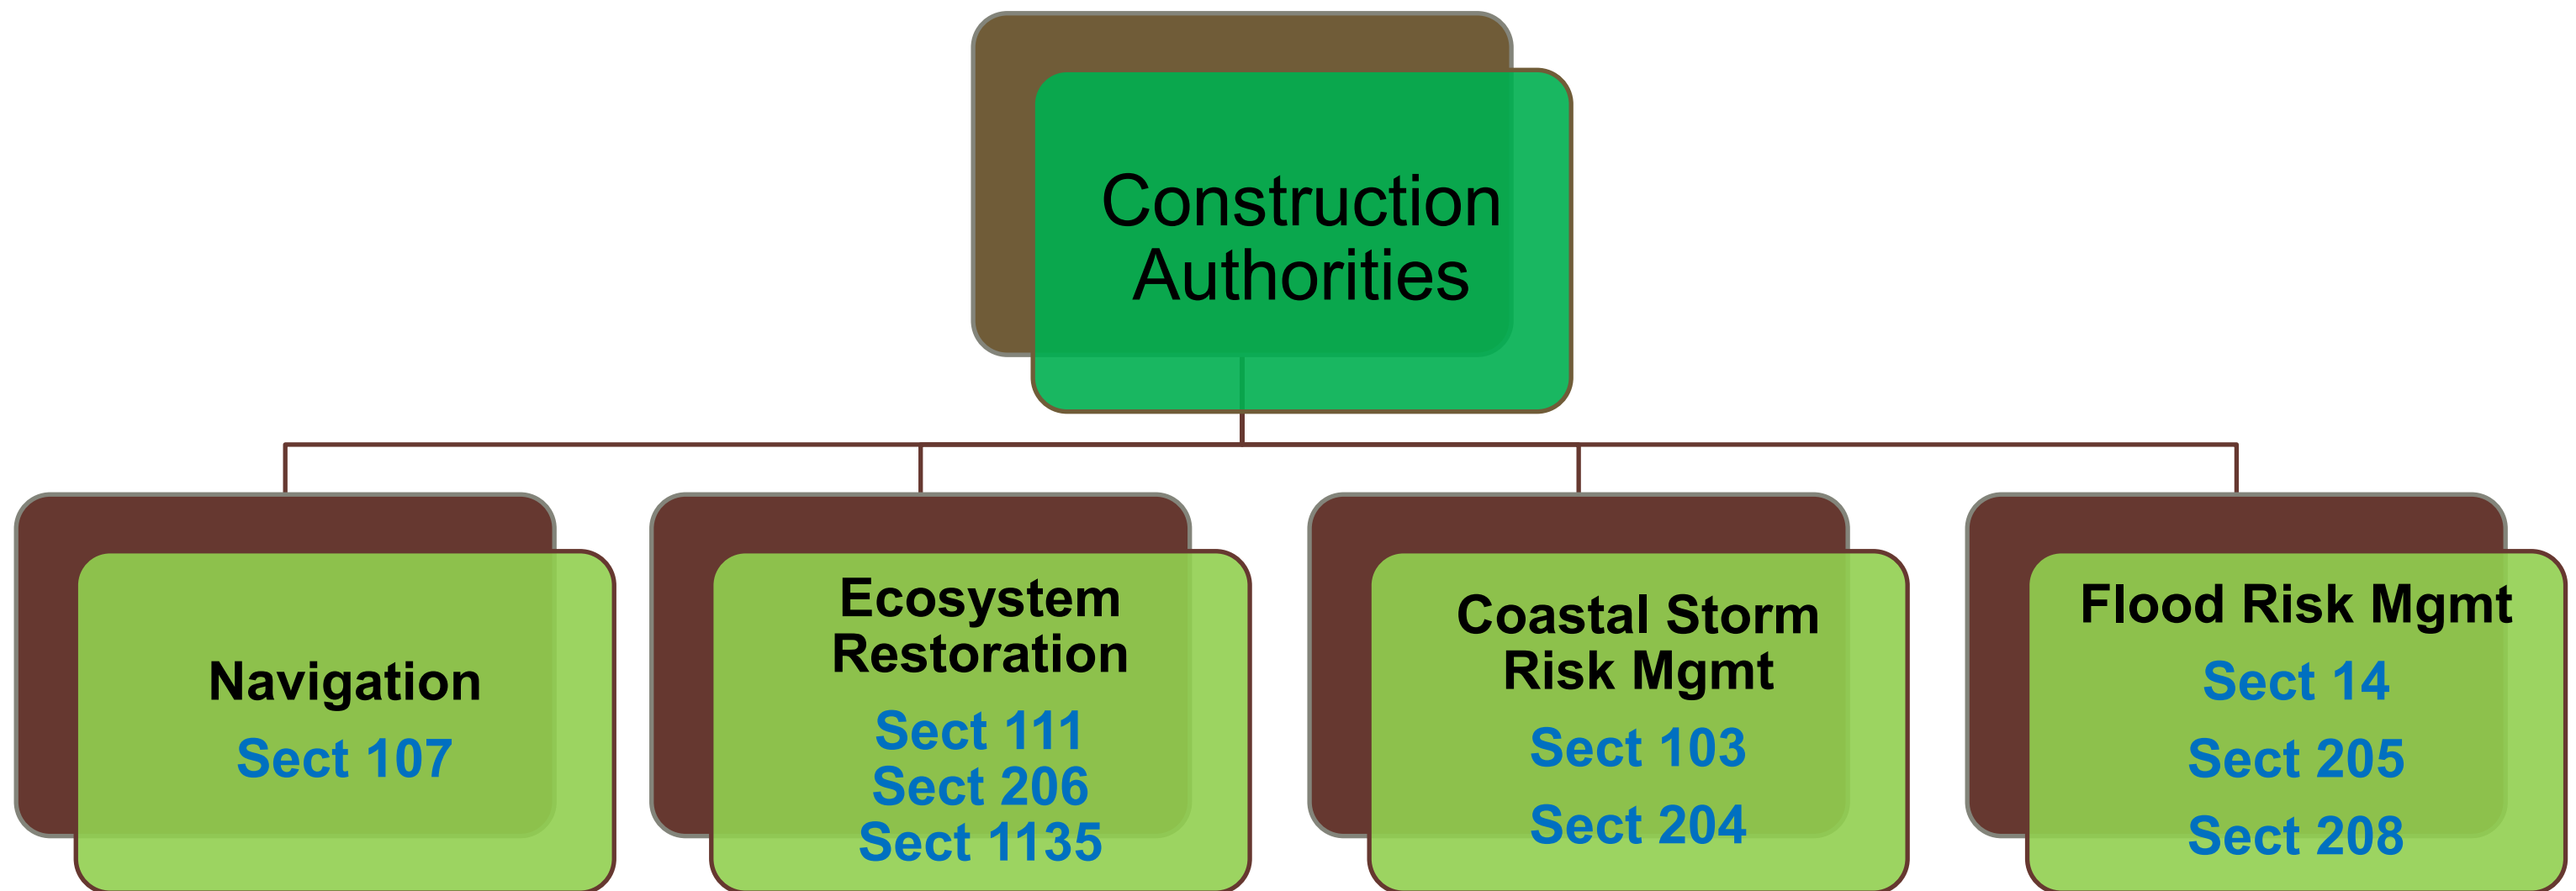 Construction
Authorities
Navigation
Sect 107
Ecosystem
Restoration
Sect 111
Sect 206
Sect 1135
Coastal Storm
Risk Mgmt
Sect 103
Sect 204
Flood Risk Mgmt
Sect 14
Sect 205
Sect 208